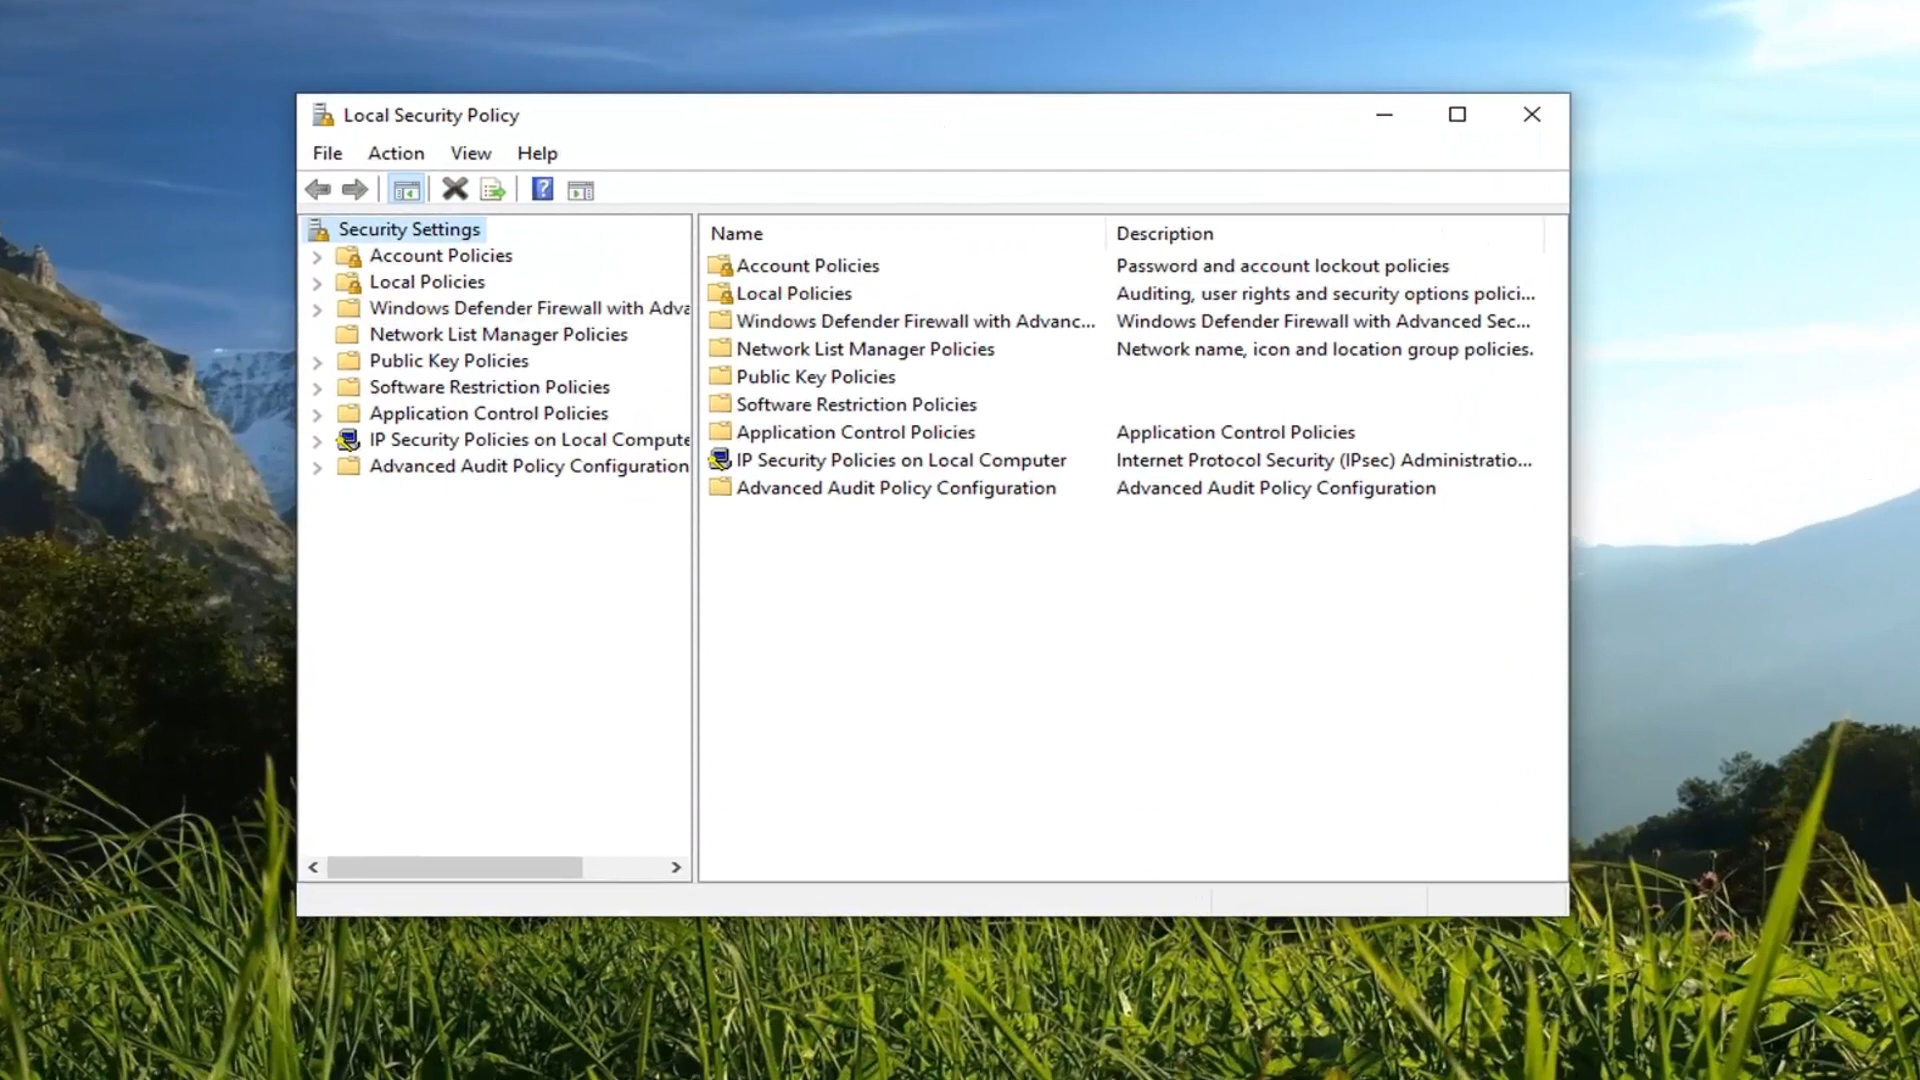 Local Security Policy
File Action View Help
Security Settings
Account Policies
Local Policies
Windows Defender Firewall with Adva
Network List Manager Policies
Public Key Policies
Software Restriction Policies
Application Control Policies
IP Security Policies on Local Compute
Advanced Audit Policy Configuration
Name Description
Account Policies Password and account lockout policies
Local Policies Auditing, user rights and security options polici...
Windows Defender Firewall with Advanc... Windows Defender Firewall with Advanced Sec...
Network List Manager Policies Network name, icon and location group policies.
Public Key Policies
Software Restriction Policies
Application Control Policies Application Control Policies
IP Security Policies on Local Computer Internet Protocol Security (IPsec) Administratio...
Advanced Audit Policy Configuration Advanced Audit Policy Configuration